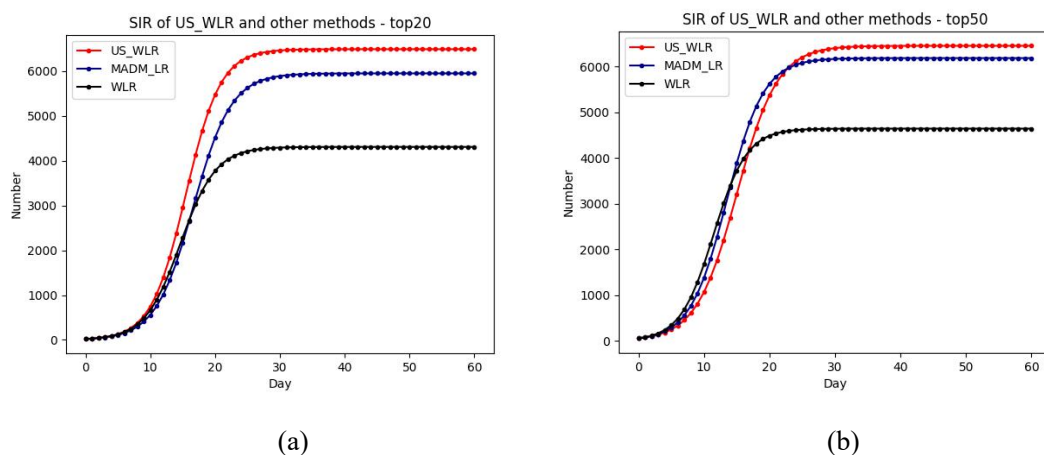 SIR of US_WLR and other methods - top20
US_WLR
MADM_LR
WLR
Number
6000
5000
4000
3000
2000
1000
0
0 10 20 30 40 50 60
Day
(a)
SIR of US_WLR and other methods - top50
US_WLR
MADM_LR
WLR
Number
6000
5000
4000
3000
2000
1000
0
0 10 20 30 40 50 60
Day
(b)